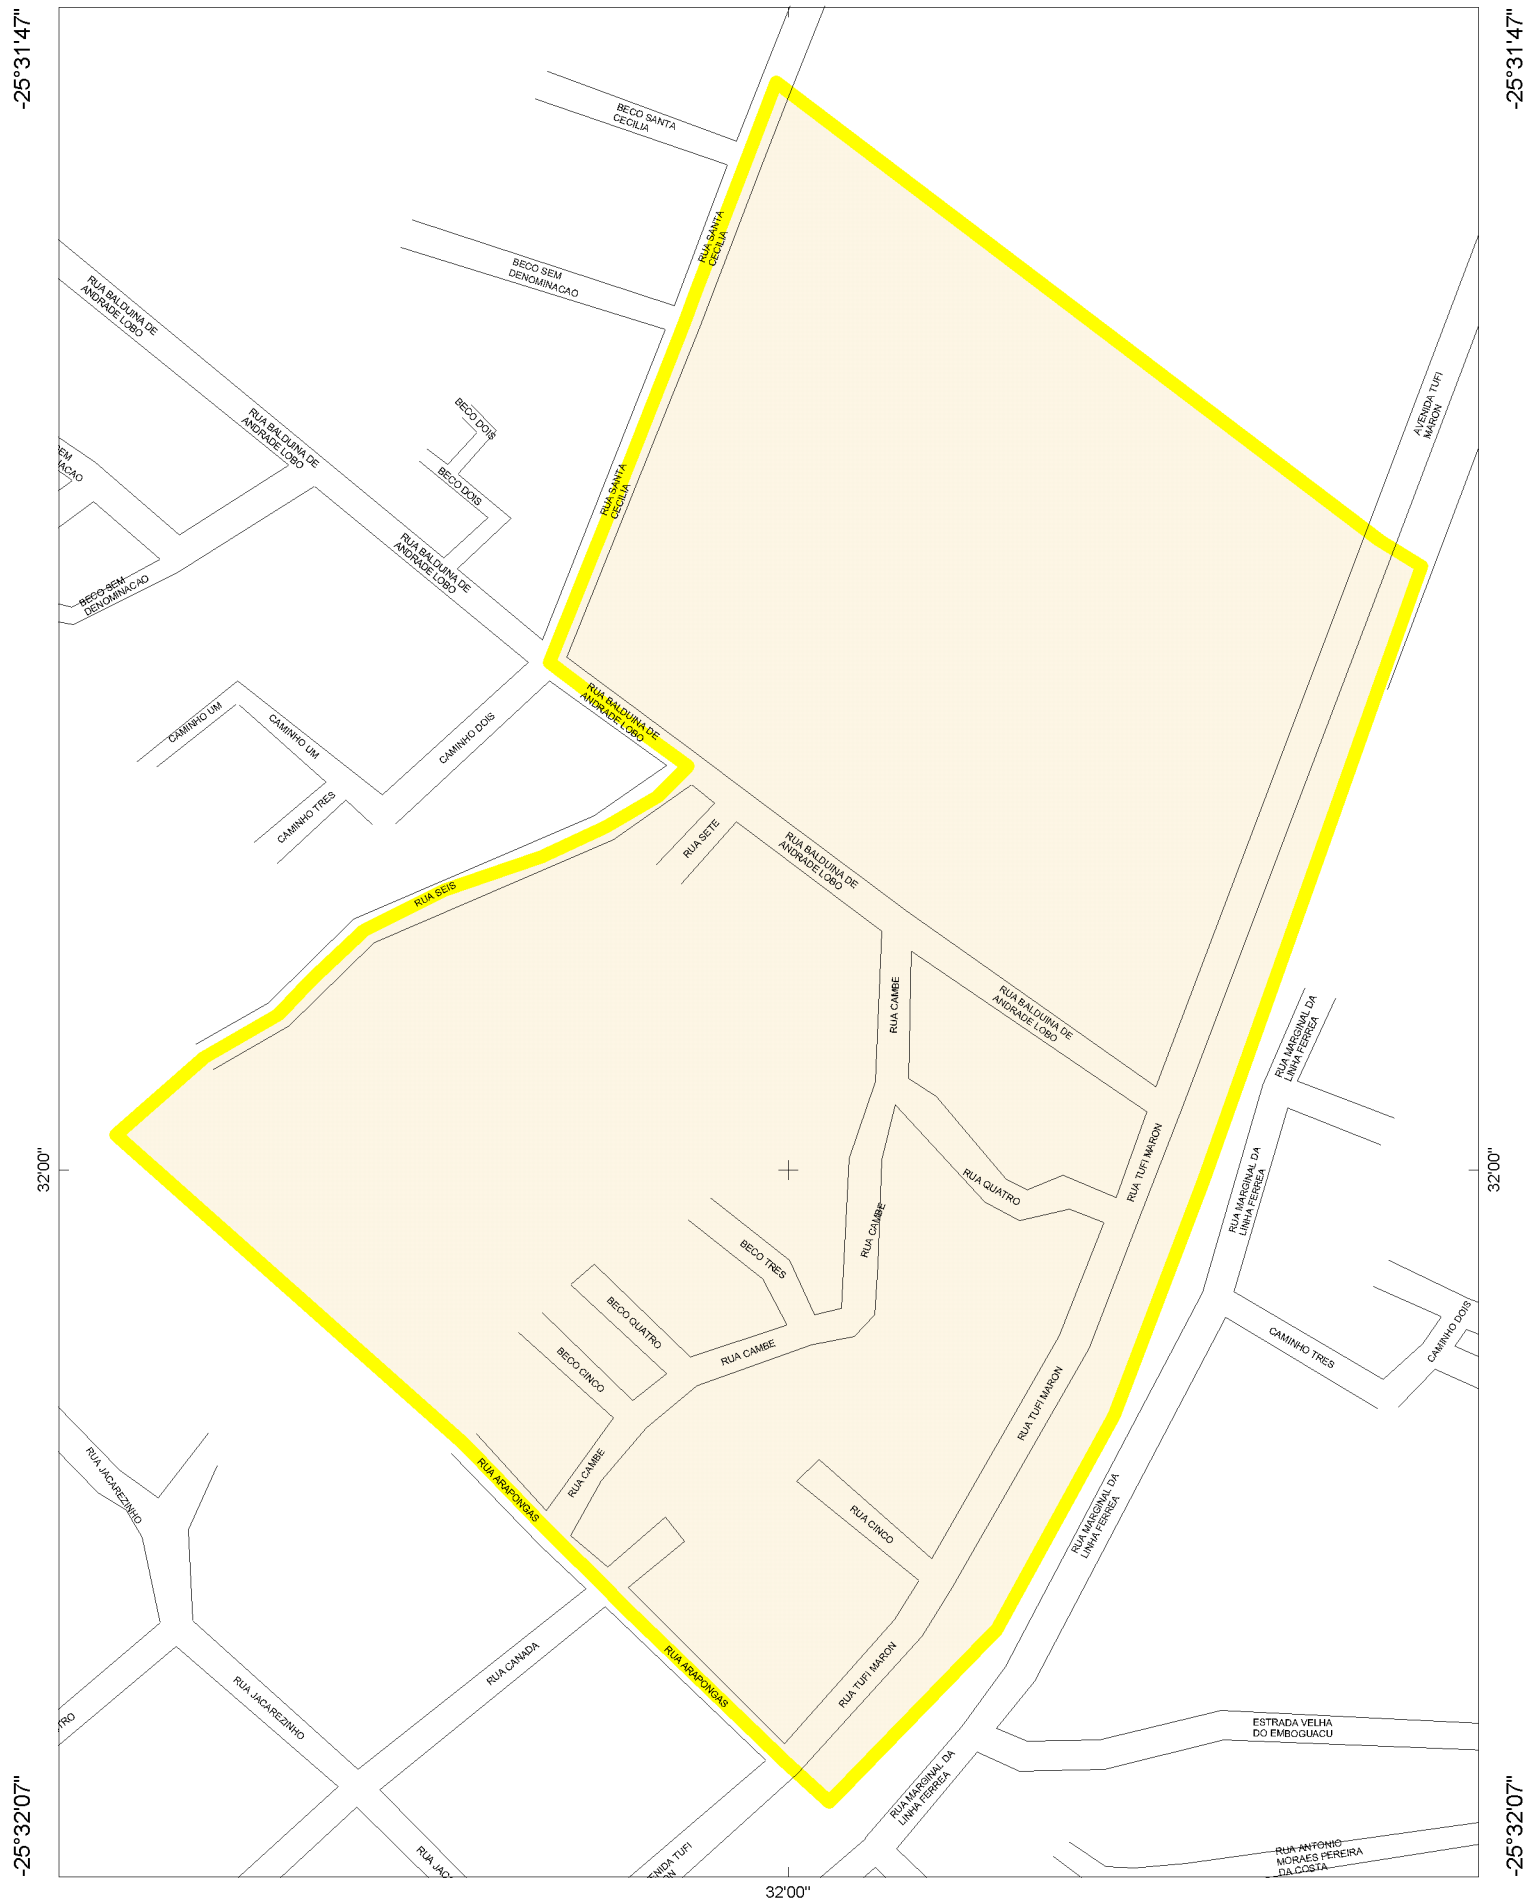 -25°31'47"
-25°31'47"
BECO SANTA
CECILIA
RUA SANTA
CECILIA
BECO SEM
DENOMINACAO
RUA BALDUINA DE
ANDRADE LOBO
AVENIDA TUFI
MARON
RUA BALDUINA DE
ANDRADE LOBO
BECO DOIS
BECO DOIS
RUA SANTA
CECILIA
RUA BALDUINA DE
ANDRADE LOBO
BECO SEM
DENOMINACAO
RUA BALDUINA DE
ANDRADE LOBO
CAMINHO UM
CAMINHO UM
CAMINHO DOIS
CAMINHO TRES
RUA SETE
RUA BALDUINA DE
ANDRADE LOBO
RUA SEIS
RUA CAMBE
RUA BALDUINA DE
ANDRADE LOBO
RUA MARGINAL DA
LINHA FERREA
32'00"
32'00"
RUA TUFI MARON
RUA QUATRO
RUA MARGINAL DA
LINHA FERREA
RUA CAMBE
BECO TRES
BECO QUATRO
RUA CAMBE
BECO CINCO
CAMINHO TRES
CAMINHO DOIS
RUA TUFI MARON
RUA CAMBE
RUA JACAREZINHO
RUA ARAPONGAS
RUA CINCO
RUA MARGINAL DA
LINHA FERREA
RUA CANADA
RUA ARAPONGAS
RUA TUFI MARON
RUA JACAREZINHO
TRO
ESTRADA VELHA
DO EMBOGUACU
RUA MARGINAL DA
LINHA FERREA
RUA JAC
ENIDA TUFI
RUA ANTONIO
MORAES PEREIRA
DA COSTA
-25°32'07"
-25°32'07"
32'00"